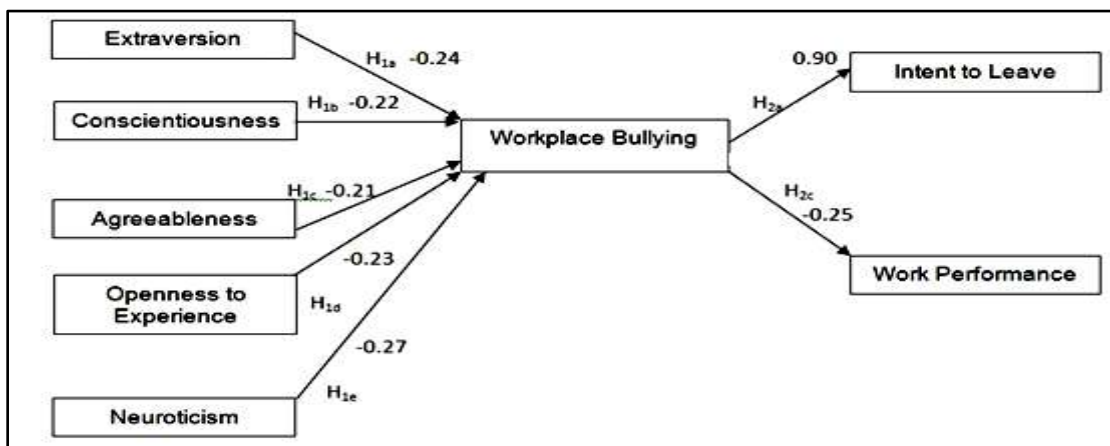 Extraversion
H1a -0.24
Conscientiousness
H1b -0.22
Agreeableness
H1c -0.21
Openness to
Experience
-0.23
H1d
Neuroticism
-0.27
H1e
Workplace Bullying
0.90
H2a
Intent to Leave
H2c
-0.25
Work Performance